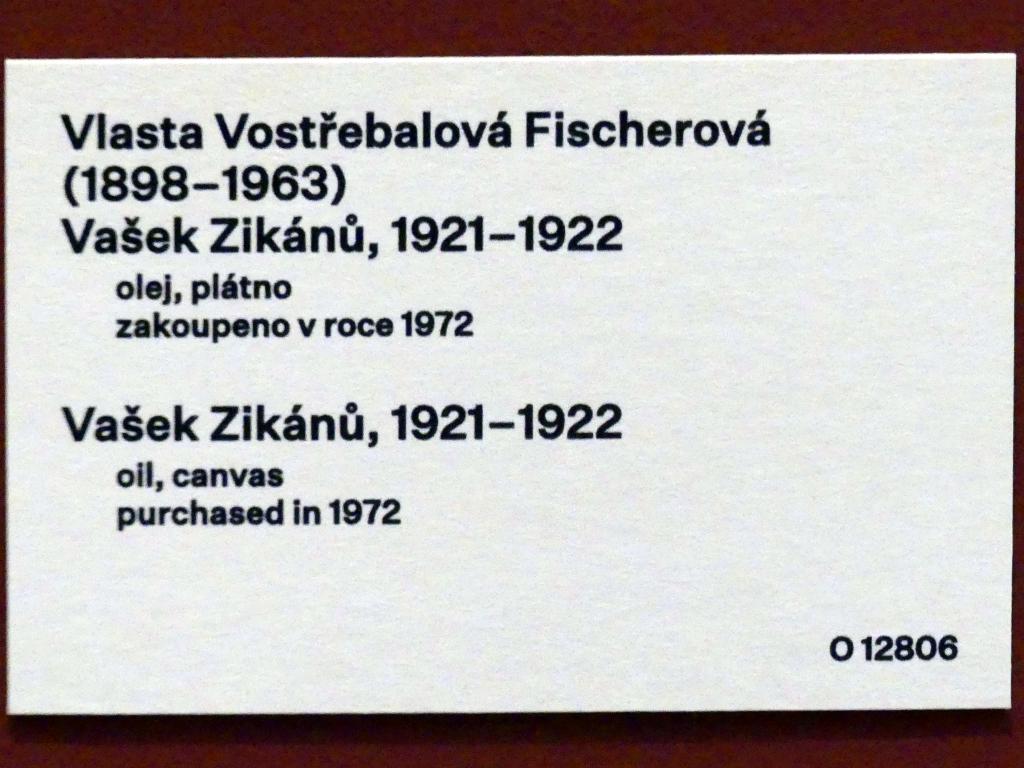 Vlasta Vostřebalová Fischerová
(1898–1963)
Vašek Zikánů, 1921–1922
olej, plátno
zakoupeno v roce 1972
Vašek Zikánů, 1921–1922
oil, canvas
purchased in 1972
O 12806